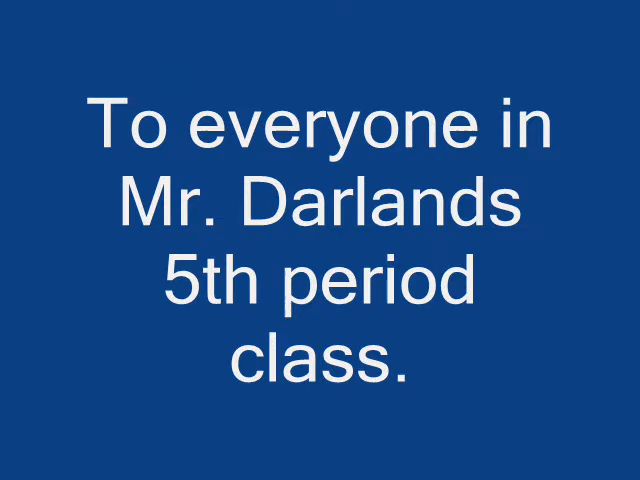 To everyone in
Mr. Darlands
5th period
class.